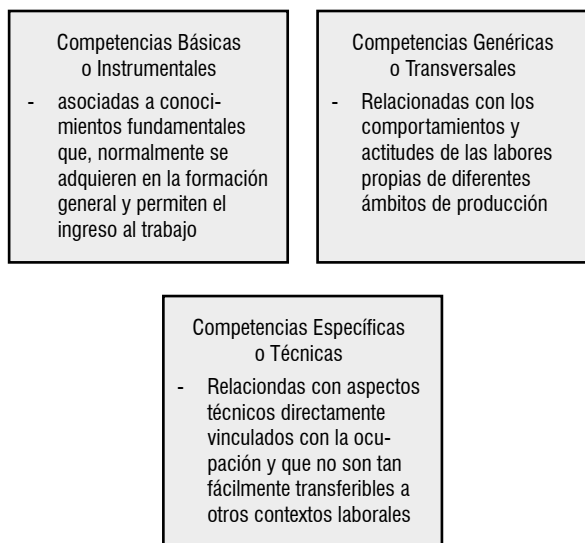 Competencias Básicas
o Instrumentales
- asociadas a conoci-
mientos fundamentales
que, normalmente se
adquieren en la formación
general y permiten el
ingreso al trabajo
Competencias Genéricas
o Transversales
- Relacionadas con los
comportamientos y
actitudes de las labores
propias de diferentes
ámbitos de producción
Competencias Específicas
o Técnicas
- Relaciondas con aspectos
técnicos directamente
vinculados con la ocu-
pación y que no son tan
fácilmente transferibles a
otros contextos laborales